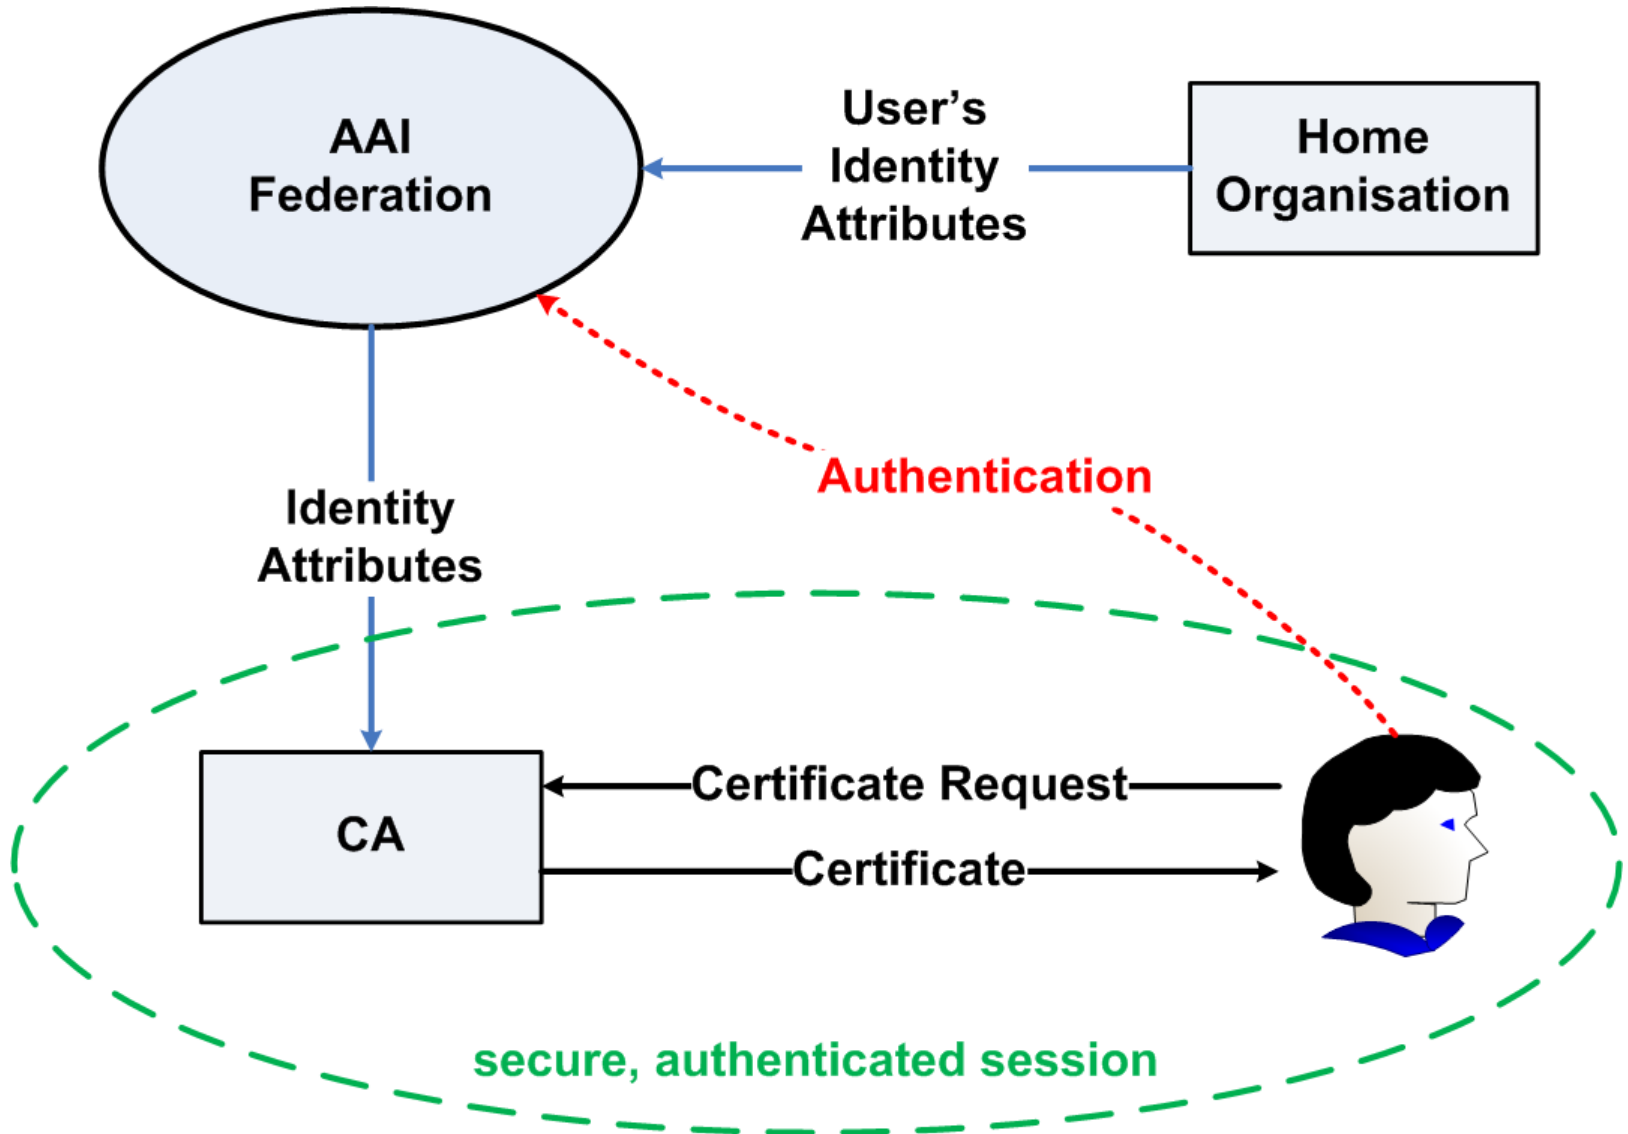 AAI
Federation
User's
Identity
Attributes
Home
Organisation
Authentication
Identity
Attributes
Certificate Request
CA
Certificate
secure, authenticated session